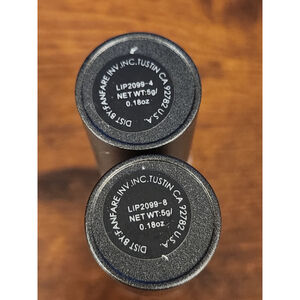 DIST BY:FANFARE INV.INC.TUSTIN CA 92782 U.S.A.
LIP2099-4
NET WT:5g/
0.18oz
DIST BY:FANFARE INV.INC.TUSTIN CA 92782 U.S.A.
LIP2099-8
NET WT:5g/
0.18oz